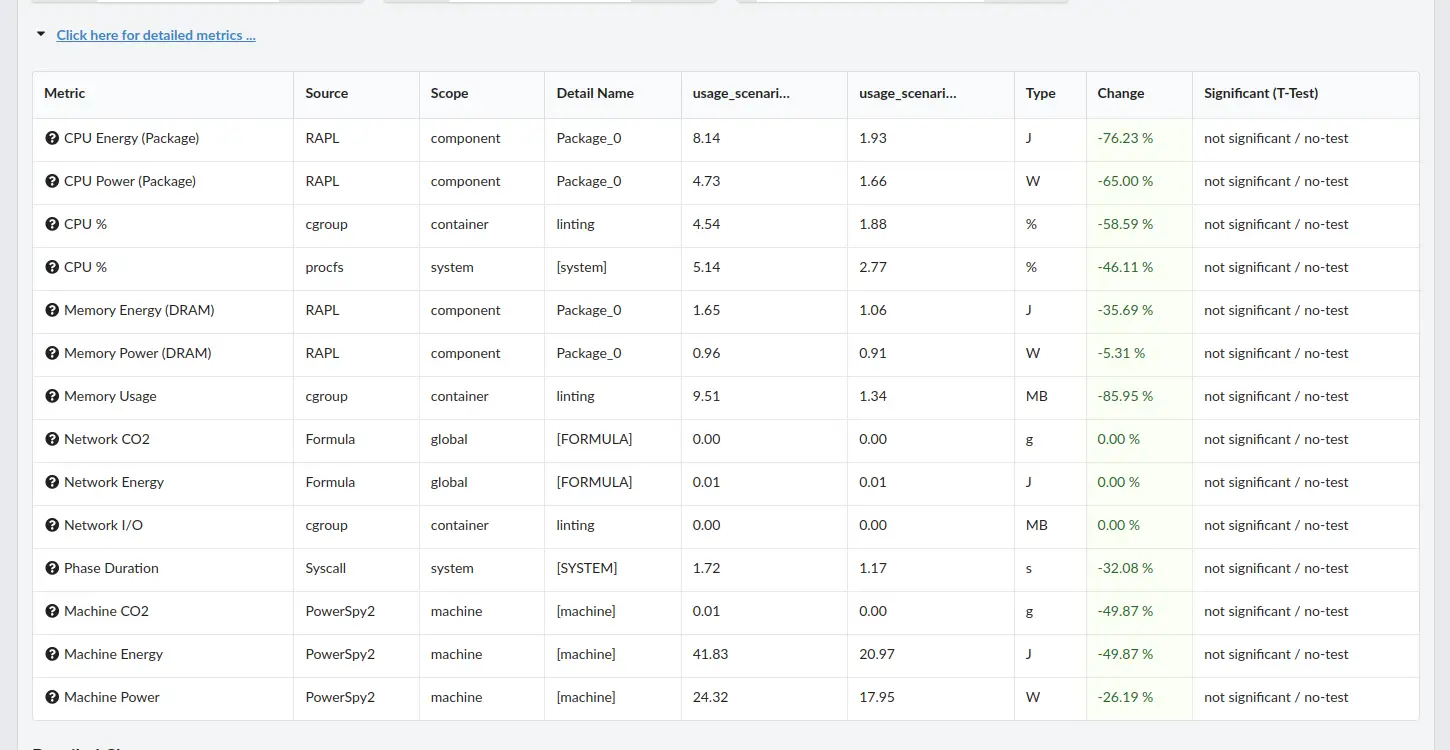 Click here for detailed metrics ...
Metric Source Scope Detail Name usage_scenari... usage_scenari... Type Change Significant (T-Test)
CPU Energy (Package) RAPL component Package_0 8.14 1.93 J -76.23 % not significant / no-test
CPU Power (Package) RAPL component Package_0 4.73 1.66 W -65.00 % not significant / no-test
CPU % cgroup container linting 4.54 1.88 % -58.59 % not significant / no-test
CPU % procfs system [system] 5.14 2.77 % -46.11 % not significant / no-test
Memory Energy (DRAM) RAPL component Package_0 1.65 1.06 J -35.69 % not significant / no-test
Memory Power (DRAM) RAPL component Package_0 0.96 0.91 W -5.31 % not significant / no-test
Memory Usage cgroup container linting 9.51 1.34 MB -85.95 % not significant / no-test
Network CO2 Formula global [FORMULA] 0.00 0.00 g 0.00 % not significant / no-test
Network Energy Formula global [FORMULA] 0.01 0.01 J 0.00 % not significant / no-test
Network I/O cgroup container linting 0.00 0.00 MB 0.00 % not significant / no-test
Phase Duration Syscall system [SYSTEM] 1.72 1.17 s -32.08 % not significant / no-test
Machine CO2 PowerSpy2 machine [machine] 0.01 0.00 g -49.87 % not significant / no-test
Machine Energy PowerSpy2 machine [machine] 41.83 20.97 J -49.87 % not significant / no-test
Machine Power PowerSpy2 machine [machine] 24.32 17.95 W -26.19 % not significant / no-test